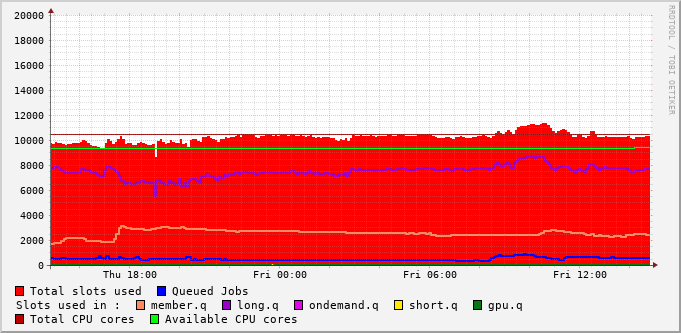 20000
18000
16000
14000
12000
10000
8000
6000
4000
2000
0
Thu 18:00 Fri 00:00 Fri 06:00 Fri 12:00
RRDTOOL / TOBI OETIKER
Total slots used Queued Jobs
Slots used in : member.q long.q ondemand.q short.q gpu.q
Total CPU cores Available CPU cores